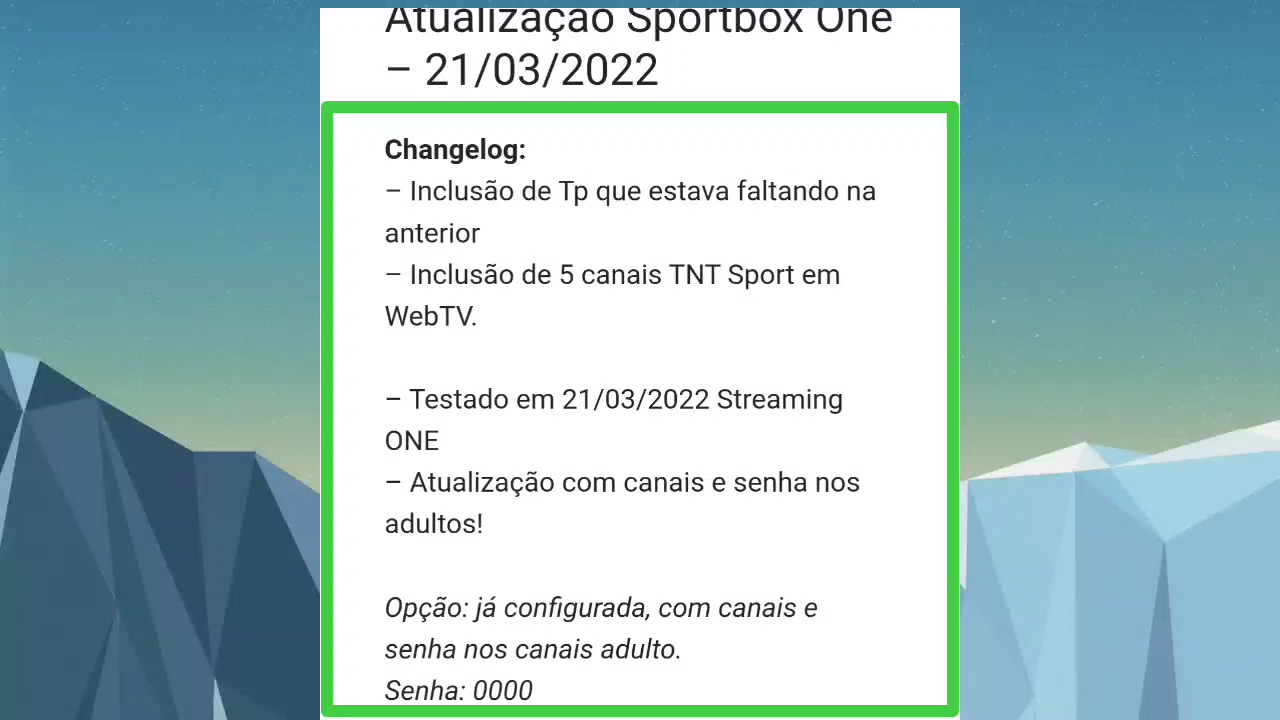 Atualização Sportbox One
– 21/03/2022
Changelog:
– Inclusão de Tp que estava faltando na
anterior
– Inclusão de 5 canais TNT Sport em
WebTV.
– Testado em 21/03/2022 Streaming
ONE
– Atualização com canais e senha nos
adultos!
Opção: já configurada, com canais e
senha nos canais adulto.
Senha: 0000